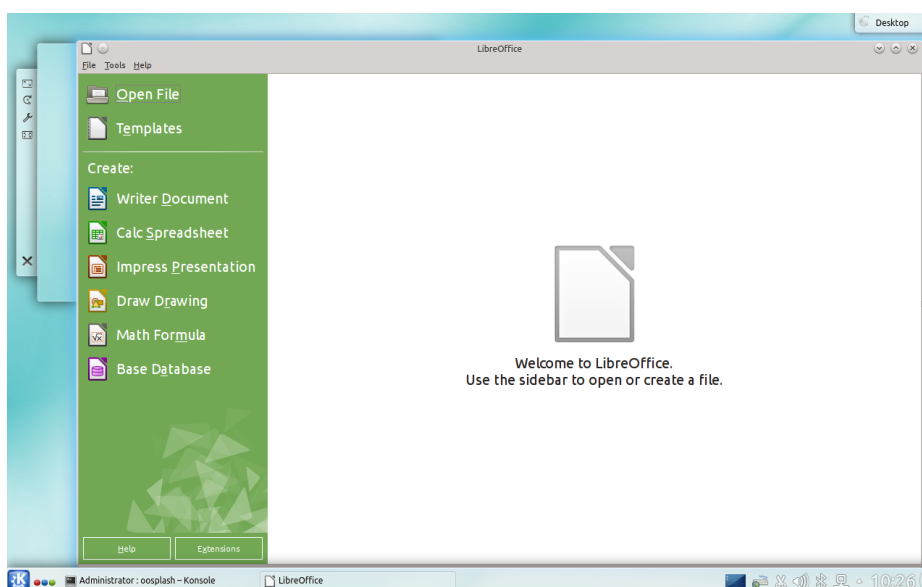 Desktop
LibreOffice
File Tools Help
Open File
Templates
Create:
Writer Document
Calc Spreadsheet
Impress Presentation
Draw Drawing
Math Formula
Base Database
Welcome to LibreOffice.
Use the sidebar to open or create a file.
Help Extensions
Administrator : oosplash – Konsole LibreOffice 10:26